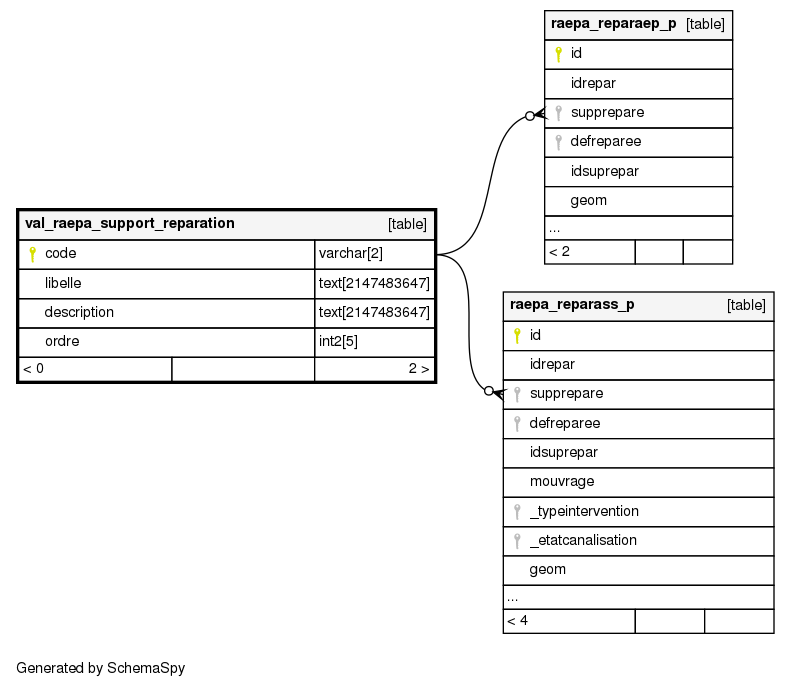 raepa_reparaep_p [table]
id
idrepar
supprepare
defreparee
idsuprepar
geom
...
< 2
val_raepa_support_reparation [table]
code varchar[2]
libelle text[2147483647]
description text[2147483647]
ordre int2[5]
< 0 2 >
raepa_reparass_p [table]
id
idrepar
supprepare
defreparee
idsuprepar
mouvrage
_typeintervention
_etatcanalisation
geom
...
< 4
Generated by SchemaSpy